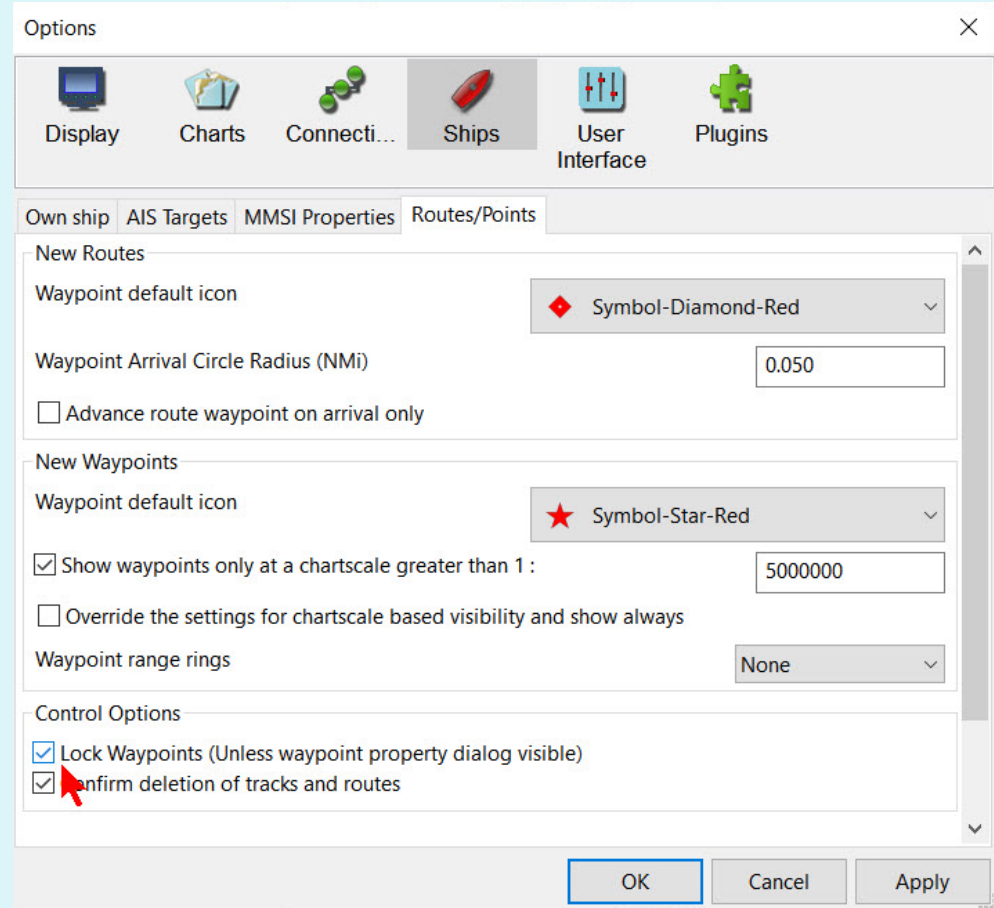 Options
Display
Charts
Connecti...
Ships
User
Interface
Plugins
Own ship
AIS Targets
MMSI Properties
Routes/Points
New Routes
Waypoint default icon
Symbol-Diamond-Red
Waypoint Arrival Circle Radius (NMi)
0.050
Advance route waypoint on arrival only
New Waypoints
Waypoint default icon
Symbol-Star-Red
Show waypoints only at a chartscale greater than 1 :
5000000
Override the settings for chartscale based visibility and show always
Waypoint range rings
None
Control Options
Lock Waypoints (Unless waypoint property dialog visible)
Confirm deletion of tracks and routes
OK
Cancel
Apply